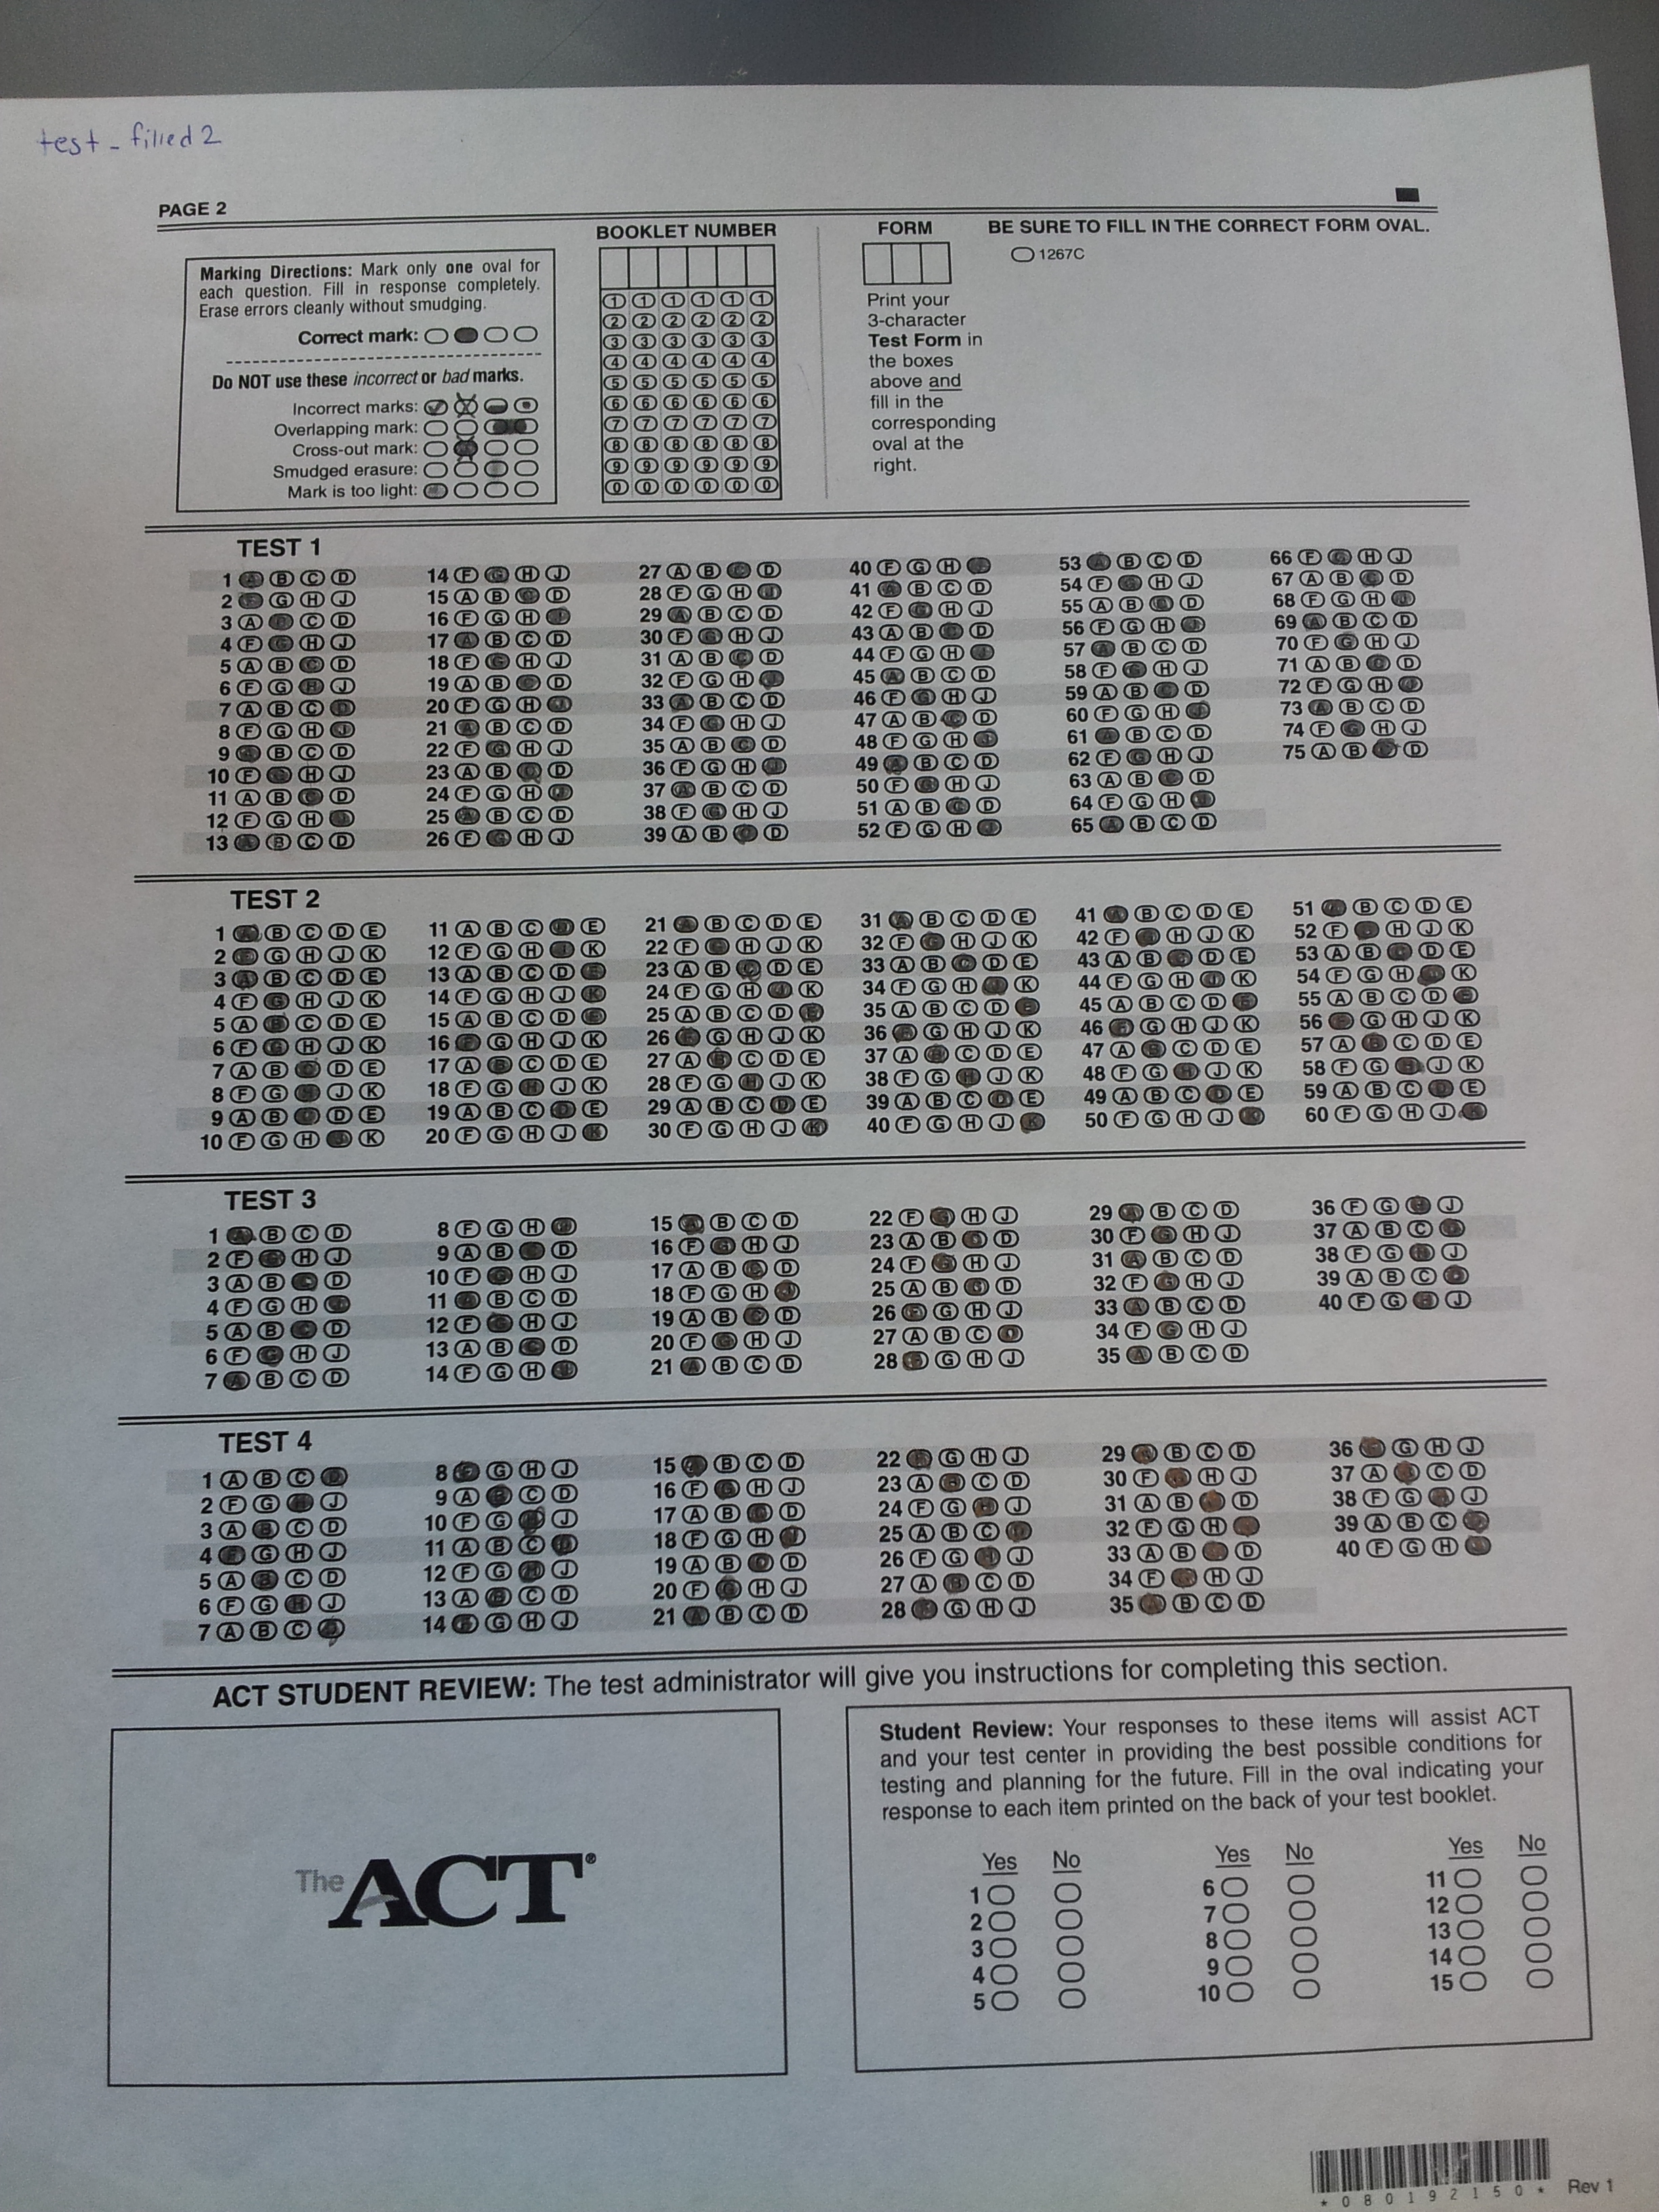 test - filled 2
PAGE 2
Marking Directions: Mark only one oval for
each question. Fill in response completely.
Erase errors cleanly without smudging.
Correct mark:
Do NOT use these incorrect or bad marks.
Incorrect marks:
Overlapping mark:
Cross-out mark:
Smudged erasure:
Mark is too light:
BOOKLET NUMBER
1 1 1 1 1 1
2 2 2 2 2 2
3 3 3 3 3 3
4 4 4 4 4 4
5 5 5 5 5 5
6 6 6 6 6 6
7 7 7 7 7 7
8 8 8 8 8 8
9 9 9 9 9 9
0 0 0 0 0 0
FORM
Print your
3-character
Test Form in
the boxes
above and
fill in the
corresponding
oval at the
right.
BE SURE TO FILL IN THE CORRECT FORM OVAL.
1267C
TEST 1
1 A B C D 14 F G H J 27 A B C D 40 F G H J 53 A B C D 66 F G H J
2 F G H J 15 A B C D 28 F G H J 41 A B C D 54 F G H J 67 A B C D
3 A B C D 16 F G H J 29 A B C D 42 F G H J 55 A B C D 68 F G H J
4 F G H J 17 A B C D 30 F G H J 43 A B C D 56 F G H J 69 A B C D
5 A B C D 18 F G H J 31 A B C D 44 F G H J 57 A B C D 70 F G H J
6 F G H J 19 A B C D 32 F G H J 45 A B C D 58 F G H J 71 A B C D
7 A B C D 20 F G H J 33 A B C D 46 F G H J 59 A B C D 72 F G H J
8 F G H J 21 A B C D 34 F G H J 47 A B C D 60 F G H J 73 A B C D
9 A B C D 22 F G H J 35 A B C D 48 F G H J 61 A B C D 74 F G H J
10 F G H J 23 A B C D 36 F G H J 49 A B C D 62 F G H J 75 A B C D
11 A B C D 24 F G H J 37 A B C D 50 F G H J 63 A B C D
12 F G H J 25 A B C D 38 F G H J 51 A B C D 64 F G H J
13 A B C D 26 F G H J 39 A B C D 52 F G H J 65 A B C D
TEST 2
1 A B C D E 11 A B C D E 21 A B C D E 31 A B C D E 41 A B C D E 51 A B C D E
2 F G H J K 12 F G H J K 22 F G H J K 32 F G H J K 42 F G H J K 52 F G H J K
3 A B C D E 13 A B C D E 23 A B C D E 33 A B C D E 43 A B C D E 53 A B C D E
4 F G H J K 14 F G H J K 24 F G H J K 34 F G H J K 44 F G H J K 54 F G H J K
5 A B C D E 15 A B C D E 25 A B C D E 35 A B C D E 45 A B C D E 55 A B C D E
6 F G H J K 16 F G H J K 26 F G H J K 36 F G H J K 46 F G H J K 56 F G H J K
7 A B C D E 17 A B C D E 27 A B C D E 37 A B C D E 47 A B C D E 57 A B C D E
8 F G H J K 18 F G H J K 28 F G H J K 38 F G H J K 48 F G H J K 58 F G H J K
9 A B C D E 19 A B C D E 29 A B C D E 39 A B C D E 49 A B C D E 59 A B C D E
10 F G H J K 20 F G H J K 30 F G H J K 40 F G H J K 50 F G H J K 60 F G H J K
TEST 3
1 A B C D 8 F G H J 15 A B C D 22 F G H J 29 A B C D 36 F G H J
2 F G H J 9 A B C D 16 F G H J 23 A B C D 30 F G H J 37 A B C D
3 A B C D 10 F G H J 17 A B C D 24 F G H J 31 A B C D 38 F G H J
4 F G H J 11 A B C D 18 F G H J 25 A B C D 32 F G H J 39 A B C D
5 A B C D 12 F G H J 19 A B C D 26 F G H J 33 A B C D 40 F G H J
6 F G H J 13 A B C D 20 F G H J 27 A B C D 34 F G H J
7 A B C D 14 F G H J 21 A B C D 28 F G H J 35 A B C D
TEST 4
1 A B C D 8 F G H J 15 A B C D 22 F G H J 29 A B C D 36 F G H J
2 F G H J 9 A B C D 16 F G H J 23 A B C D 30 F G H J 37 A B C D
3 A B C D 10 F G H J 17 A B C D 24 F G H J 31 A B C D 38 F G H J
4 F G H J 11 A B C D 18 F G H J 25 A B C D 32 F G H J 39 A B C D
5 A B C D 12 F G H J 19 A B C D 26 F G H J 33 A B C D 40 F G H J
6 F G H J 13 A B C D 20 F G H J 27 A B C D 34 F G H J
7 A B C D 14 F G H J 21 A B C D 28 F G H J 35 A B C D
ACT STUDENT REVIEW: The test administrator will give you instructions for completing this section.
The ACT®
Student Review: Your responses to these items will assist ACT
and your test center in providing the best possible conditions for
testing and planning for the future. Fill in the oval indicating your
response to each item printed on the back of your test booklet.
Yes No Yes No Yes No
1 6 11
2 7 12
3 8 13
4 9 14
5 10 15
* 0 8 0 1 9 2 1 5 0 *
Rev 1